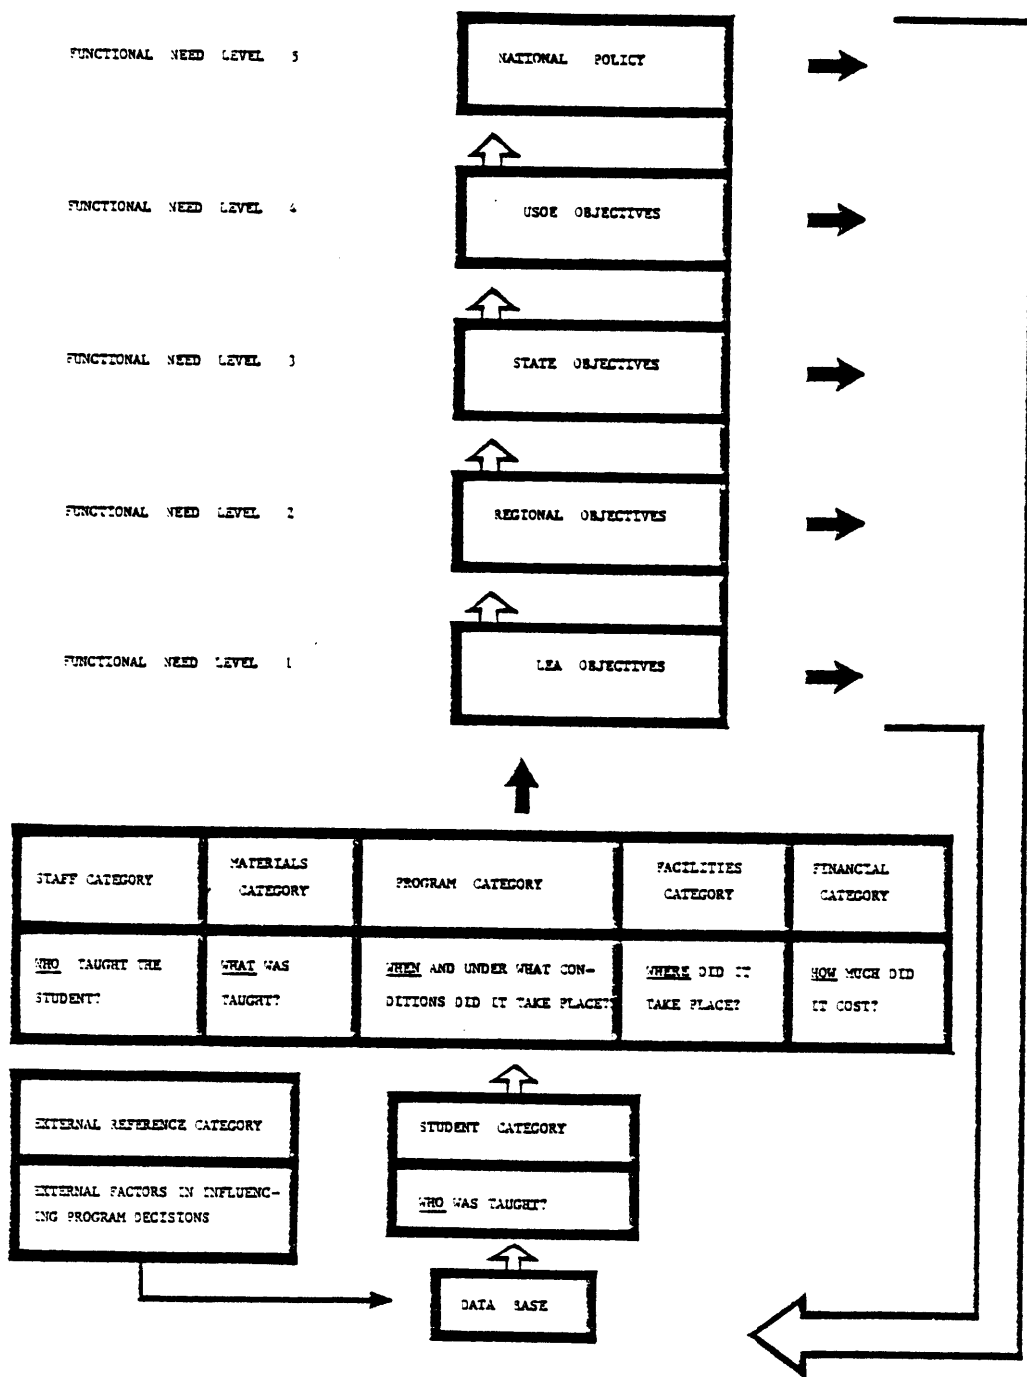 FUNCTIONAL NEED LEVEL 5
NATIONAL POLICY
FUNCTIONAL NEED LEVEL 4
USOE OBJECTIVES
FUNCTIONAL NEED LEVEL 3
STATE OBJECTIVES
FUNCTIONAL NEED LEVEL 2
REGIONAL OBJECTIVES
FUNCTIONAL NEED LEVEL 1
LEA OBJECTIVES
STAFF CATEGORY
MATERIALS
CATEGORY
PROGRAM CATEGORY
FACILITIES
CATEGORY
FINANCIAL
CATEGORY
WHO TAUGHT THE
STUDENT?
WHAT WAS
TAUGHT?
WHEN AND UNDER WHAT CON-
DITIONS DID IT TAKE PLACE?
WHERE DID IT
TAKE PLACE?
HOW MUCH DID
IT COST?
EXTERNAL REFERENCE CATEGORY
EXTERNAL FACTORS IN INFLUENC-
ING PROGRAM DECISIONS
STUDENT CATEGORY
WHO WAS TAUGHT?
DATA BASE